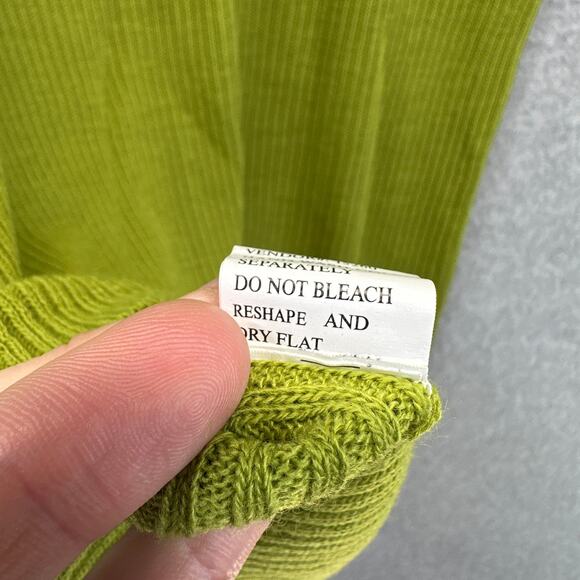 SEPARATELY
DO NOT BLEACH
RESHAPE AND
DRY FLAT